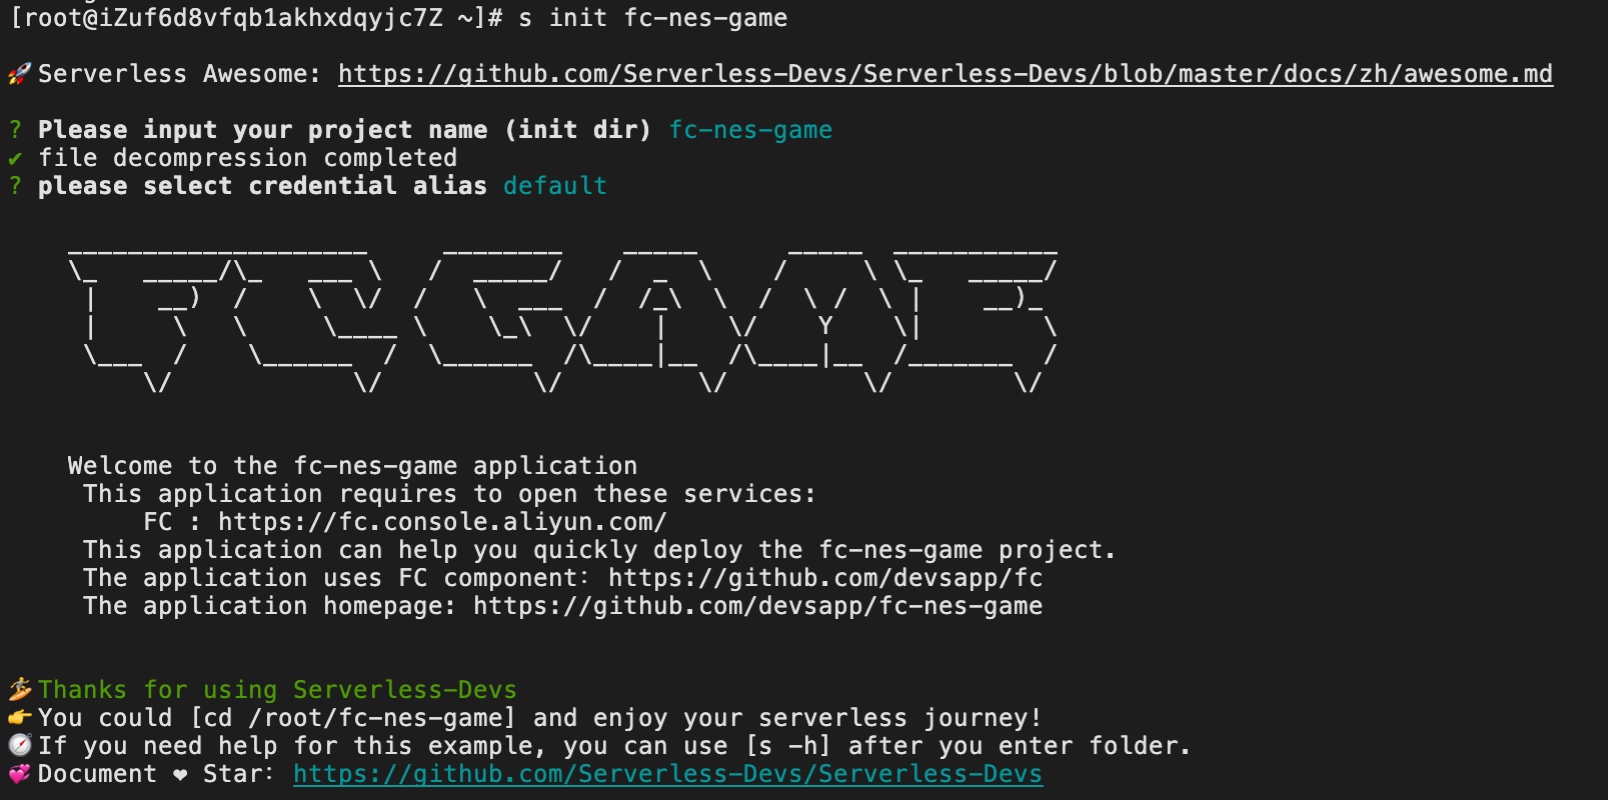 [root@iZuf6d8vfqb1akhxdqyjc7Z ~]# s init fc-nes-game
🚀 Serverless Awesome: https://github.com/Serverless-Devs/Serverless-Devs/blob/master/docs/zh/awesome.md
? Please input your project name (init dir) fc-nes-game
✔ file decompression completed
? please select credential alias default
FC GAME
Welcome to the fc-nes-game application
This application requires to open these services:
FC : https://fc.console.aliyun.com/
This application can help you quickly deploy the fc-nes-game project.
The application uses FC component: https://github.com/devsapp/fc
The application homepage: https://github.com/devsapp/fc-nes-game
🏄 Thanks for using Serverless-Devs
👉 You could [cd /root/fc-nes-game] and enjoy your serverless journey!
🧭 If you need help for this example, you can use [s -h] after you enter folder.
💞 Document ❤ Star: https://github.com/Serverless-Devs/Serverless-Devs